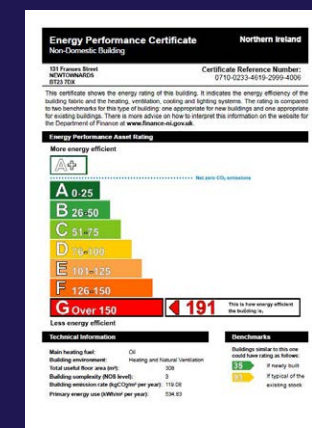 Energy Performance Certificate
Northern Ireland
Non-Domestic Building
131 Frances Street
NEWTOWNARDS
BT23 7DX
Certificate Reference Number:
0710-0233-4619-2999-4006
This certificate shows the energy rating of this building. It indicates the energy efficiency of the
building fabric and the heating, ventilation, cooling and lighting systems. The rating is compared
to two benchmarks for this type of building: one appropriate for new buildings and one appropriate
for existing buildings. There is more advice on how to interpret this information on the website for
the Department of Finance at www.finance-ni.gov.uk.
Energy Performance Asset Rating
More energy efficient
A+
Net zero CO₂ emissions
A 0-25
B 26-50
C 51-75
D 76-100
E 101-125
F 126-150
G Over 150
191
This is how energy efficient
the building is.
Less energy efficient
Technical Information
Main heating fuel: Oil
Building environment: Heating and Natural Ventilation
Total useful floor area (m²):
Building complexity (NOS level): 3
Building emission rate (kgCO₂/m² per year): 119.08
Primary energy use (kWh/m² per year): 534.63
Benchmarks
Buildings similar to this one
could have rating as follows:
35 If newly built
If typical of the
existing stock